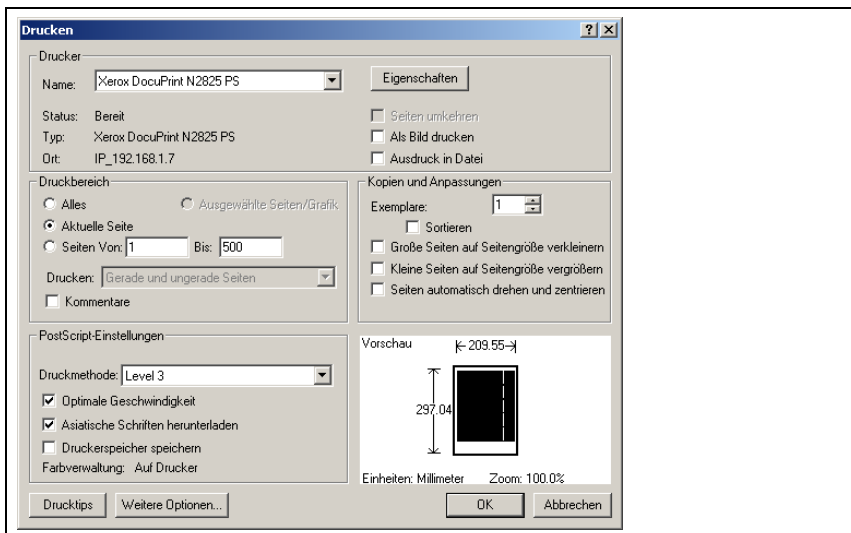 Drucken
Drucker
Name: Xerox DocuPrint N2825 PS
Eigenschaften
Status: Bereit
Seiten umkehren
Typ: Xerox DocuPrint N2825 PS
Als Bild drucken
Ort: IP_192.168.1.7
Ausdruck in Datei
Druckbereich
Alles
Ausgewählte Seiten/Grafik
Aktuelle Seite
Seiten Von: 1 Bis: 500
Drucken: Gerade und ungerade Seiten
Kommentare
Kopien und Anpassungen
Exemplare: 1
Sortieren
Große Seiten auf Seitengröße verkleinern
Kleine Seiten auf Seitengröße vergrößern
Seiten automatisch drehen und zentrieren
PostScript-Einstellungen
Druckmethode: Level 3
Optimale Geschwindigkeit
Asiatische Schriften herunterladen
Druckerspeicher speichern
Farbverwaltung: Auf Drucker
Vorschau
209.55
297.04
Einheiten: Millimeter Zoom: 100.0%
Drucktips
Weitere Optionen...
OK
Abbrechen